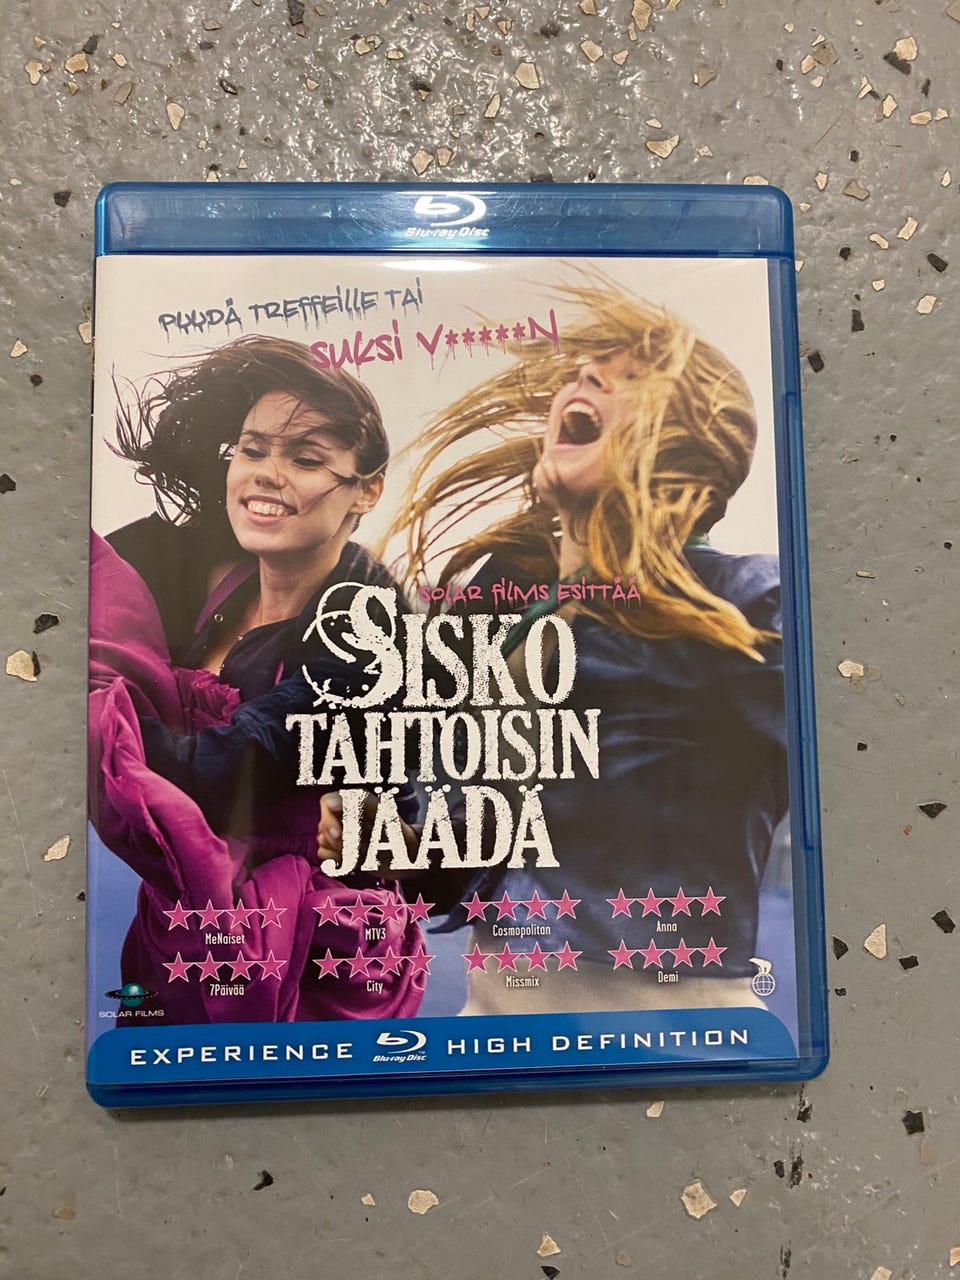 Blu-ray Disc
PYYDÄ TREFFEILLE TAI
SUKSI V*****N
SOLAR FILMS ESITTÄÄ
SISKO
TAHTOISIN
JÄÄDÄ
MeNaiset
MTV3
Cosmopolitan
Anna
7Päivää
City
Missmix
Demi
SOLAR FILMS
EXPERIENCE Blu-ray Disc™ HIGH DEFINITION